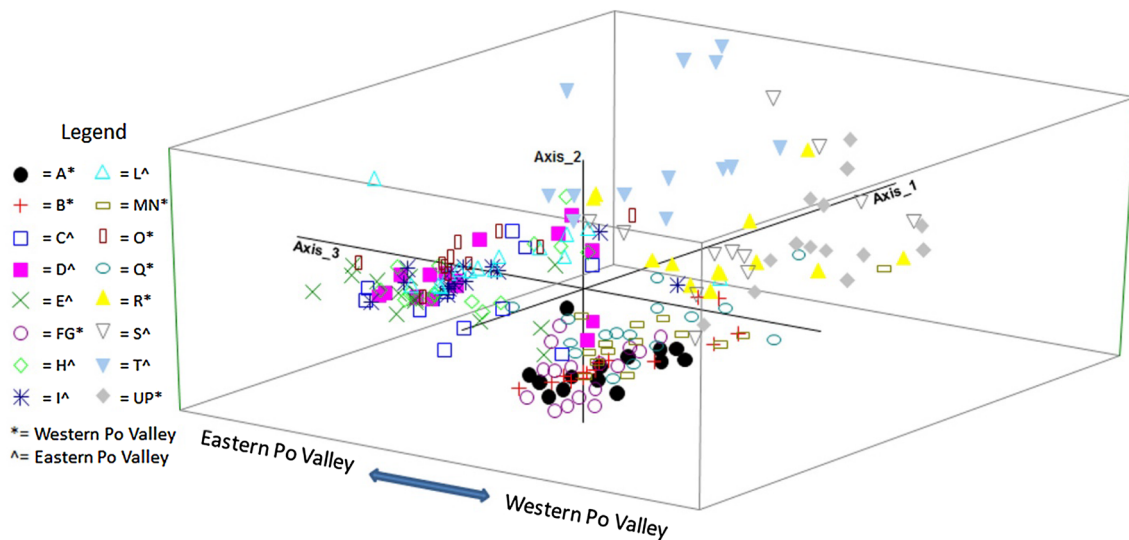 Legend
= A* = L^
= B* = MN*
= C^ = O*
= D^ = Q*
= E^ = R*
= FG* = S^
= H^ = T^
= I^ = UP*
*= Western Po Valley
^= Eastern Po Valley
Axis_2
Axis_1
Axis_3
Eastern Po Valley
Western Po Valley